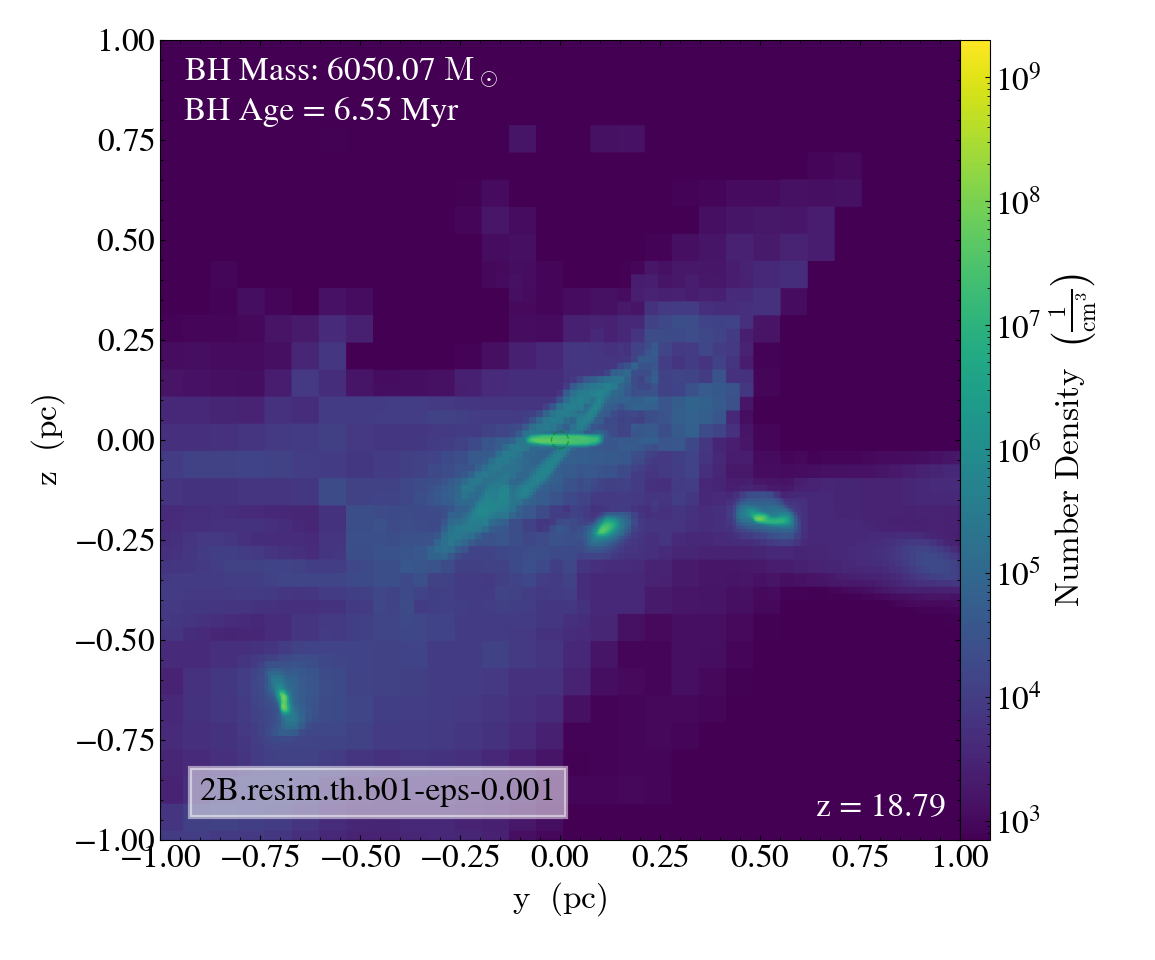 BH Mass: 6050.07 M⊙
BH Age = 6.55 Myr
2B.resim.th.b01-eps-0.001
z = 18.79
1.00
0.75
0.50
0.25
0.00
−0.25
−0.50
−0.75
−1.00
z (pc)
−1.00 −0.75 −0.50 −0.25 0.00 0.25 0.50 0.75 1.00
y (pc)
10⁹
10⁸
10⁷
10⁶
10⁵
10⁴
10³
Number Density (1/cm³)